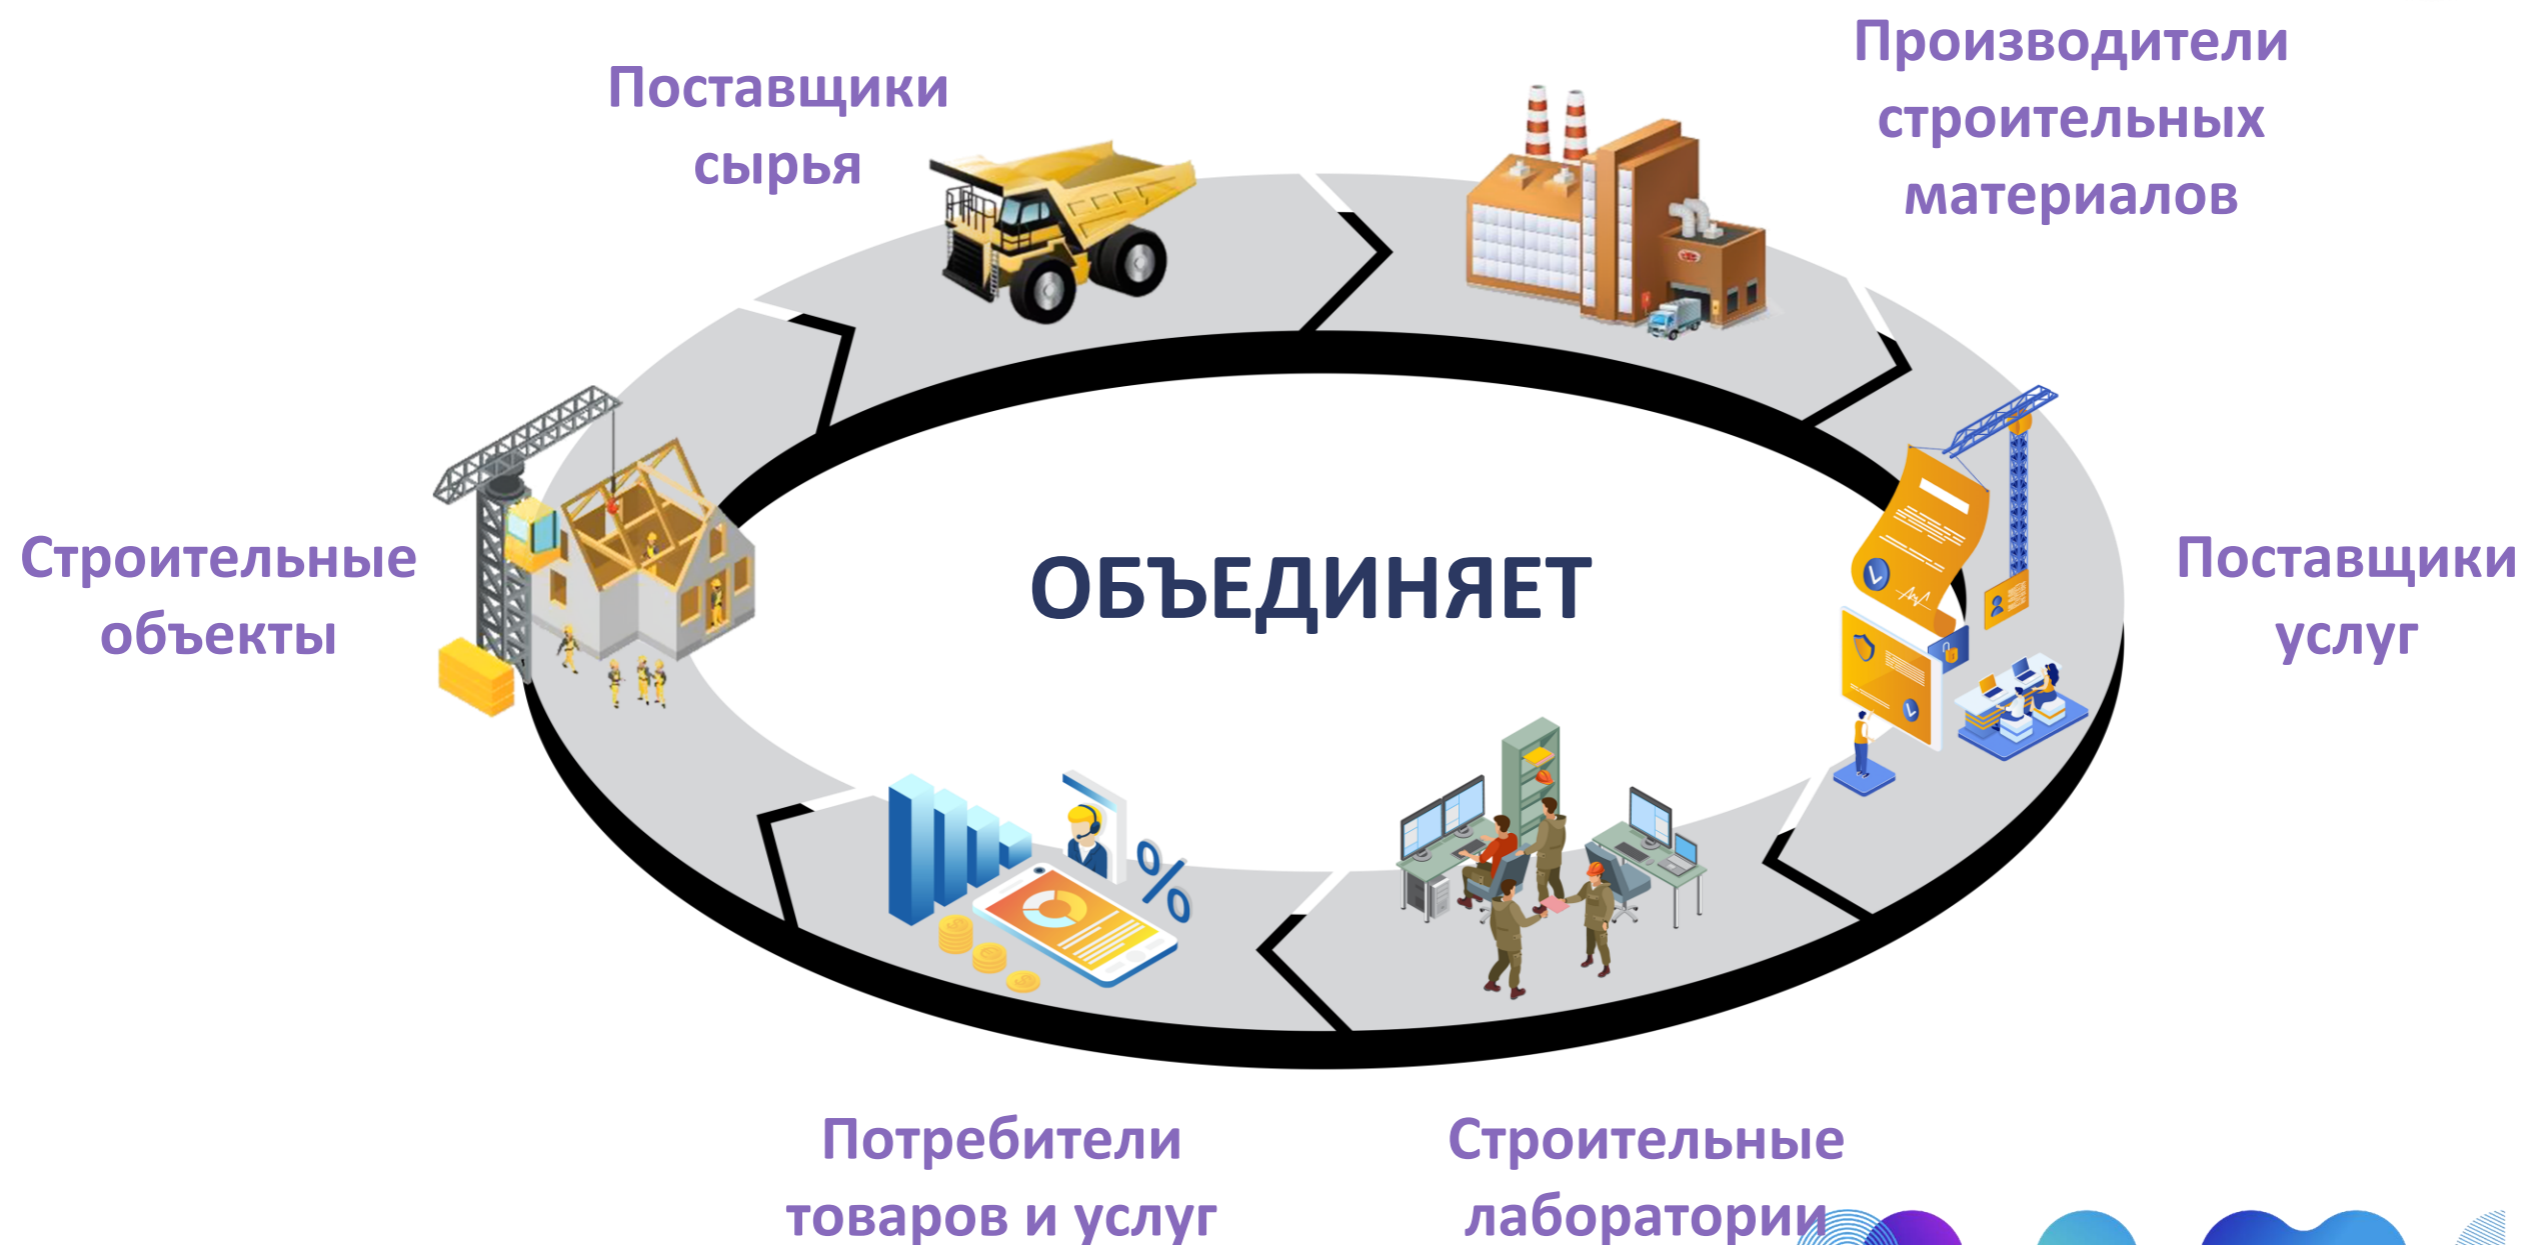 Поставщики
сырья
Производители
строительных
материалов
Строительные
объекты
ОБЪЕДИНЯЕТ
Поставщики
услуг
Потребители
товаров и услуг
Строительные
лаборатории